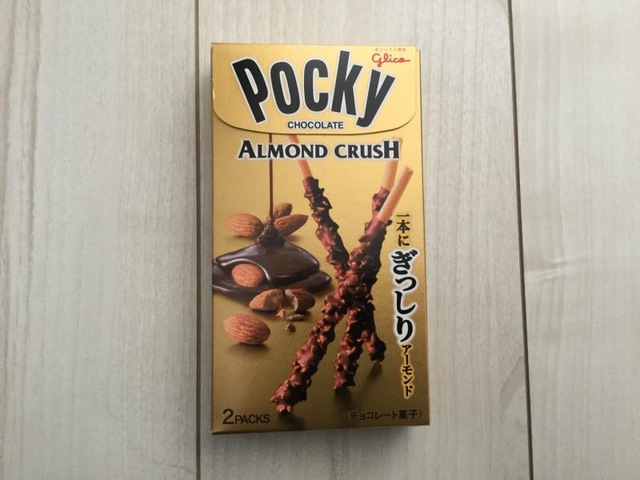 glico
Pocky
CHOCOLATE
ALMOND CRUSH
一本に
ぎっしり
アーモンド
2PACKS
〈チョコレート菓子〉